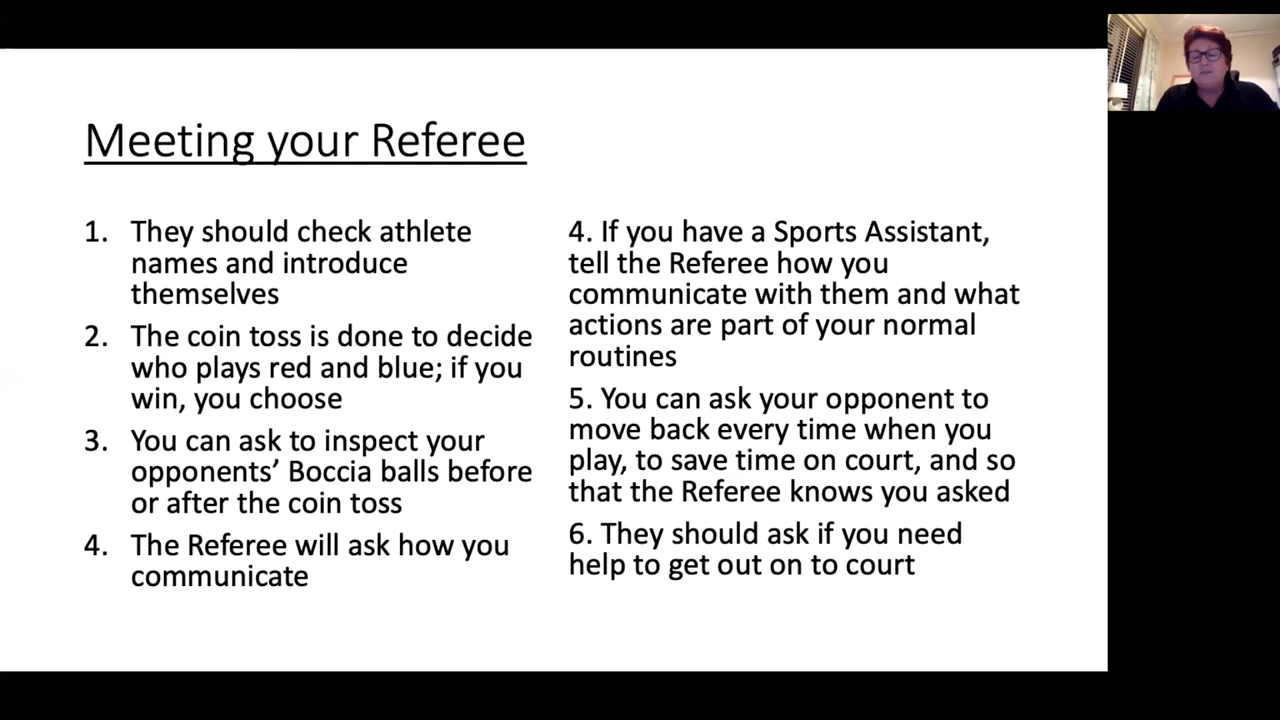 Meeting your Referee
1. They should check athlete
names and introduce
themselves
2. The coin toss is done to decide
who plays red and blue; if you
win, you choose
3. You can ask to inspect your
opponents’ Boccia balls before
or after the coin toss
4. The Referee will ask how you
communicate
4. If you have a Sports Assistant,
tell the Referee how you
communicate with them and what
actions are part of your normal
routines
5. You can ask your opponent to
move back every time when you
play, to save time on court, and so
that the Referee knows you asked
6. They should ask if you need
help to get out on to court